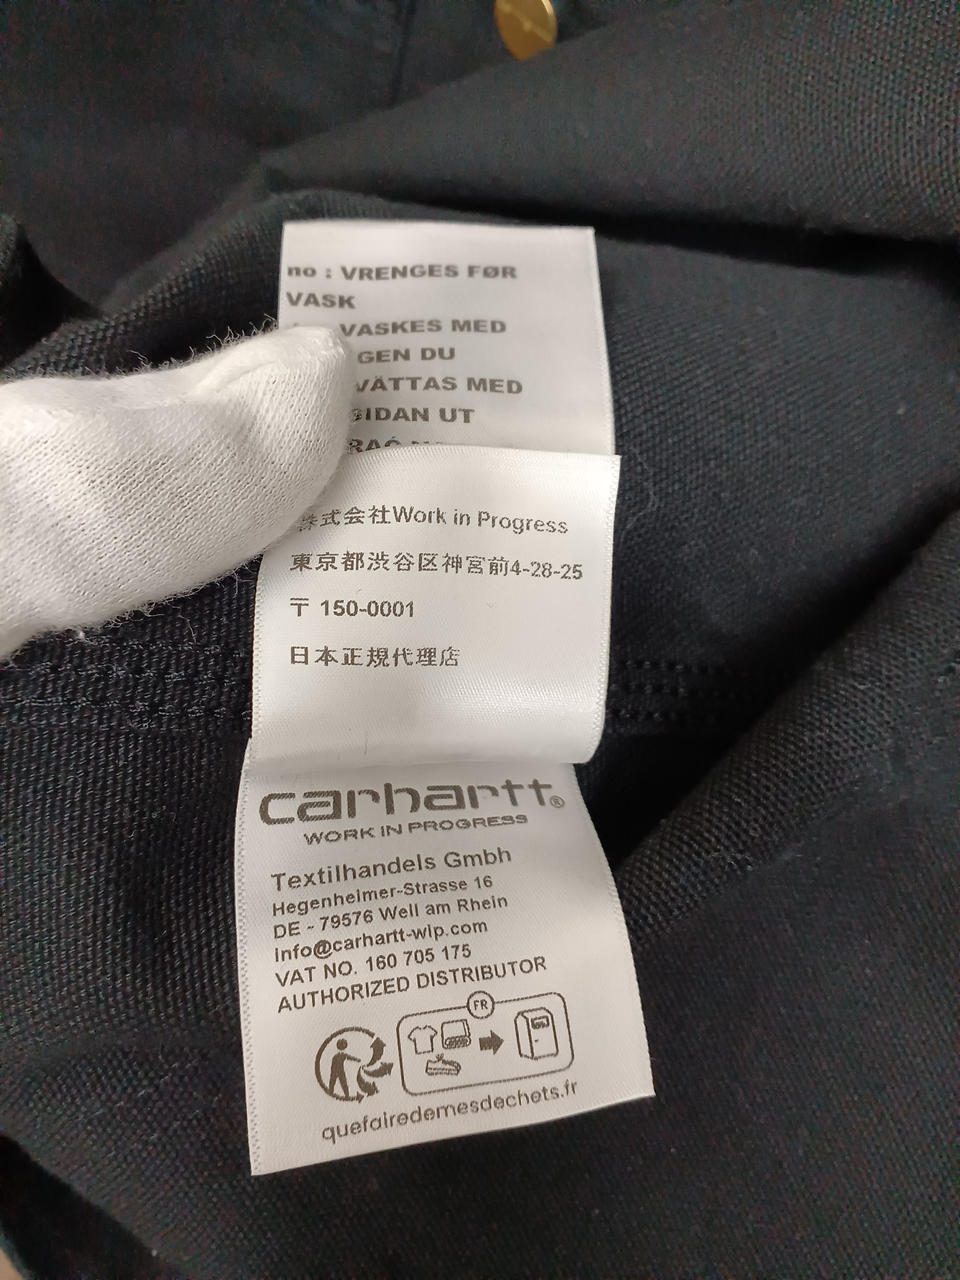 no : VRENGES FØR
VASK
VASKES MED
GEN DU
VÄTTAS MED
SIDAN UT
株式会社Work in Progress
東京都渋谷区神宮前4-28-25
〒 150-0001
日本正規代理店
carhartt®
WORK IN PROGRESS
Textilhandels Gmbh
Hegenheimer-Strasse 16
DE - 79576 Weil am Rhein
info@carhartt-wip.com
VAT NO. 160 705 175
AUTHORIZED DISTRIBUTOR
FR
quefairedemesdechets.fr